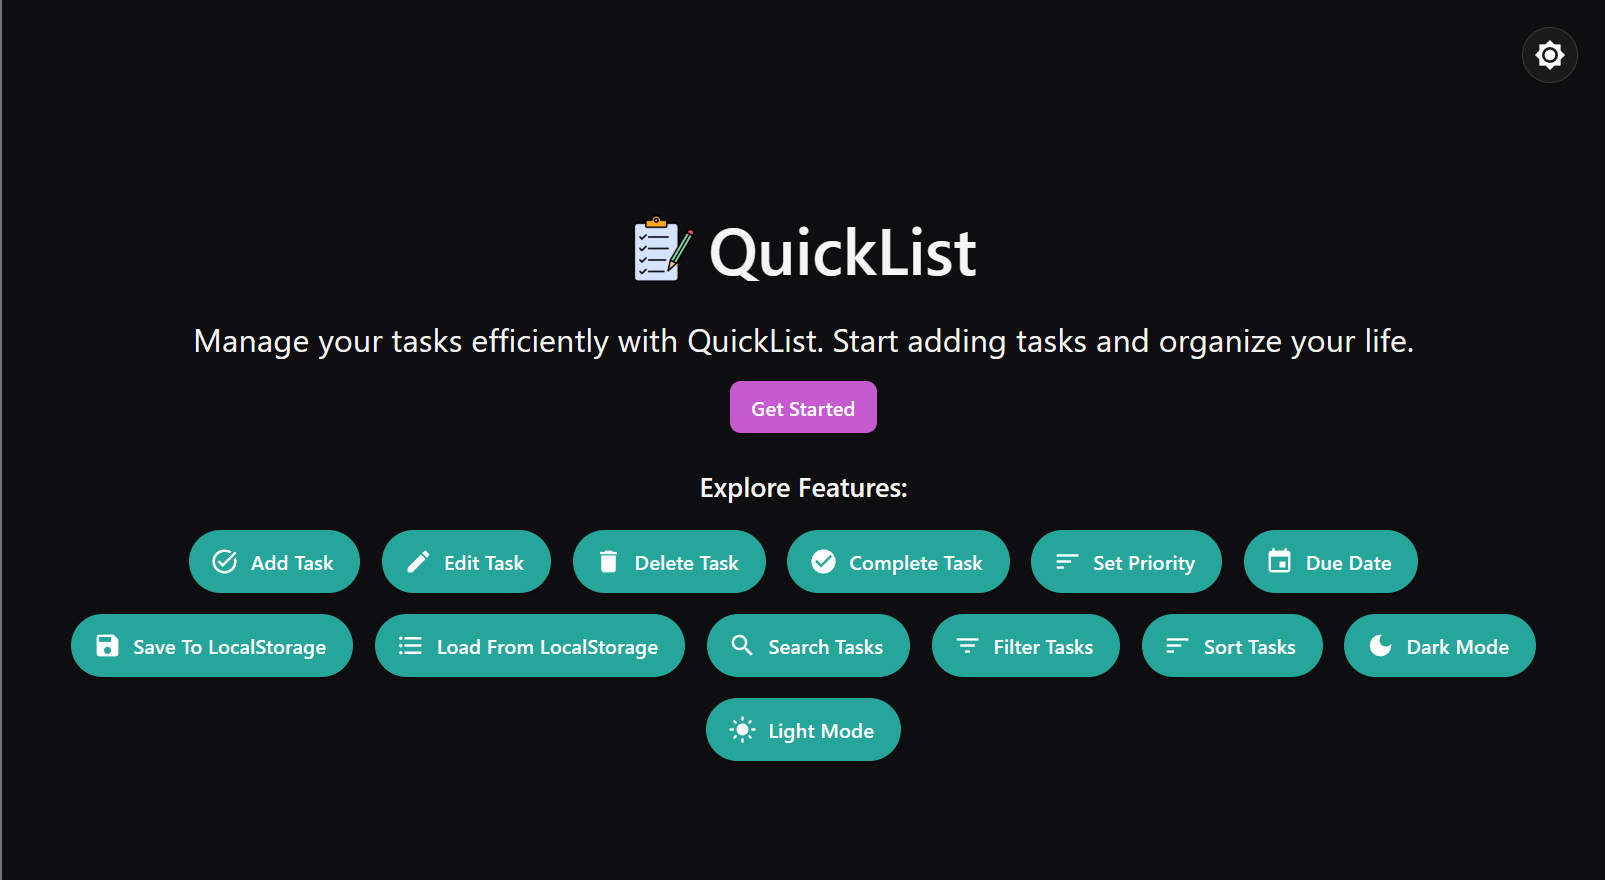 QuickList
Manage your tasks efficiently with QuickList. Start adding tasks and organize your life.
Get Started
Explore Features:
Add Task Edit Task Delete Task Complete Task Set Priority Due Date
Save To LocalStorage Load From LocalStorage Search Tasks Filter Tasks Sort Tasks Dark Mode
Light Mode